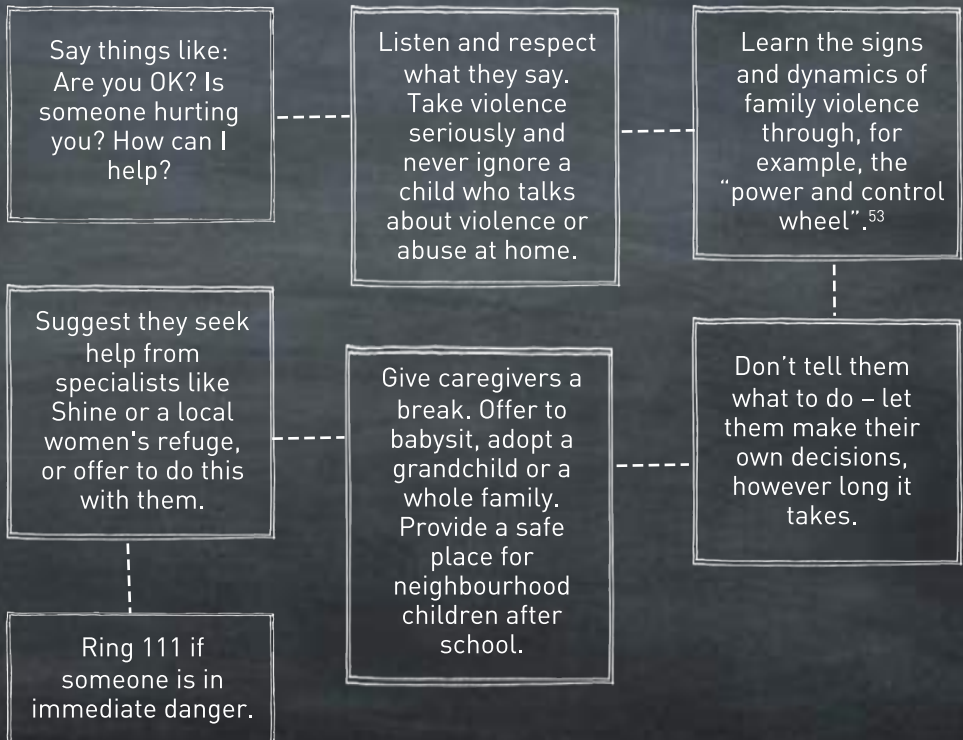 Say things like:
Are you OK? Is
someone hurting
you? How can I
help?
Listen and respect
what they say.
Take violence
seriously and
never ignore a
child who talks
about violence or
abuse at home.
Learn the signs
and dynamics of
family violence
through, for
example, the
“power and control
wheel”.53
Don’t tell them
what to do – let
them make their
own decisions,
however long it
takes.
Give caregivers a
break. Offer to
babysit, adopt a
grandchild or a
whole family.
Provide a safe
place for
neighbourhood
children after
school.
Suggest they seek
help from
specialists like
Shine or a local
women's refuge,
or offer to do this
with them.
Ring 111 if
someone is in
immediate danger.